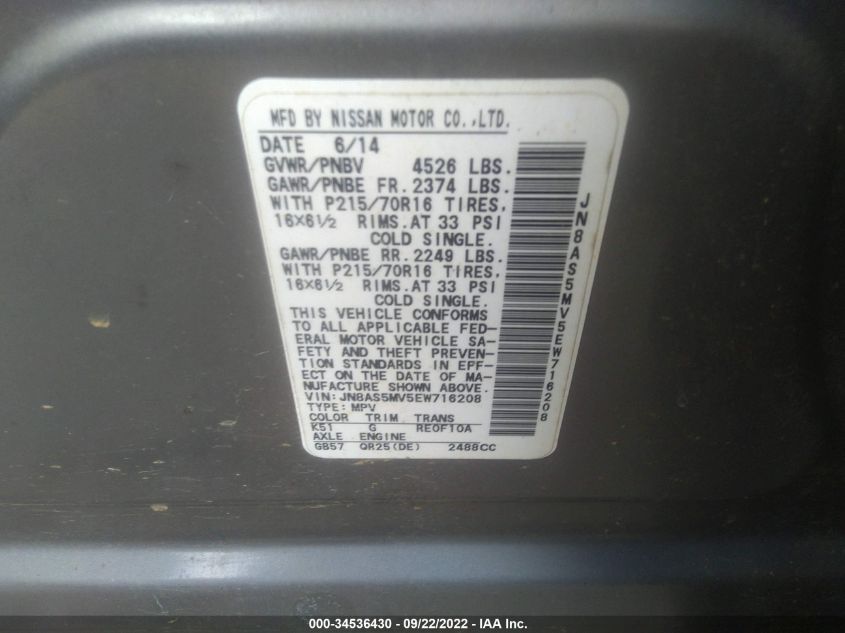 MFD BY NISSAN MOTOR CO.,LTD.
DATE 6/14
GVWR/PNBV 4526 LBS.
GAWR/PNBE FR. 2374 LBS.
WITH P215/70R16 TIRES,
16X6½ RIMS. AT 33 PSI
COLD SINGLE.
GAWR/PNBE RR. 2249 LBS.
WITH P215/70R16 TIRES,
16X6½ RIMS. AT 33 PSI
COLD SINGLE.
THIS VEHICLE CONFORMS
TO ALL APPLICABLE FED-
ERAL MOTOR VEHICLE SA-
FETY AND THEFT PREVEN-
TION STANDARDS IN EFF-
ECT ON THE DATE OF MA-
NUFACTURE SHOWN ABOVE.
VIN: JN8AS5MV5EW716208
TYPE: MPV
COLOR TRIM TRANS
K51 G RE0F10A
AXLE ENGINE
GB57 QR25(DE) 2488CC
JN8AS5MV5EW716208
000-34536430 - 09/22/2022 - IAA Inc.